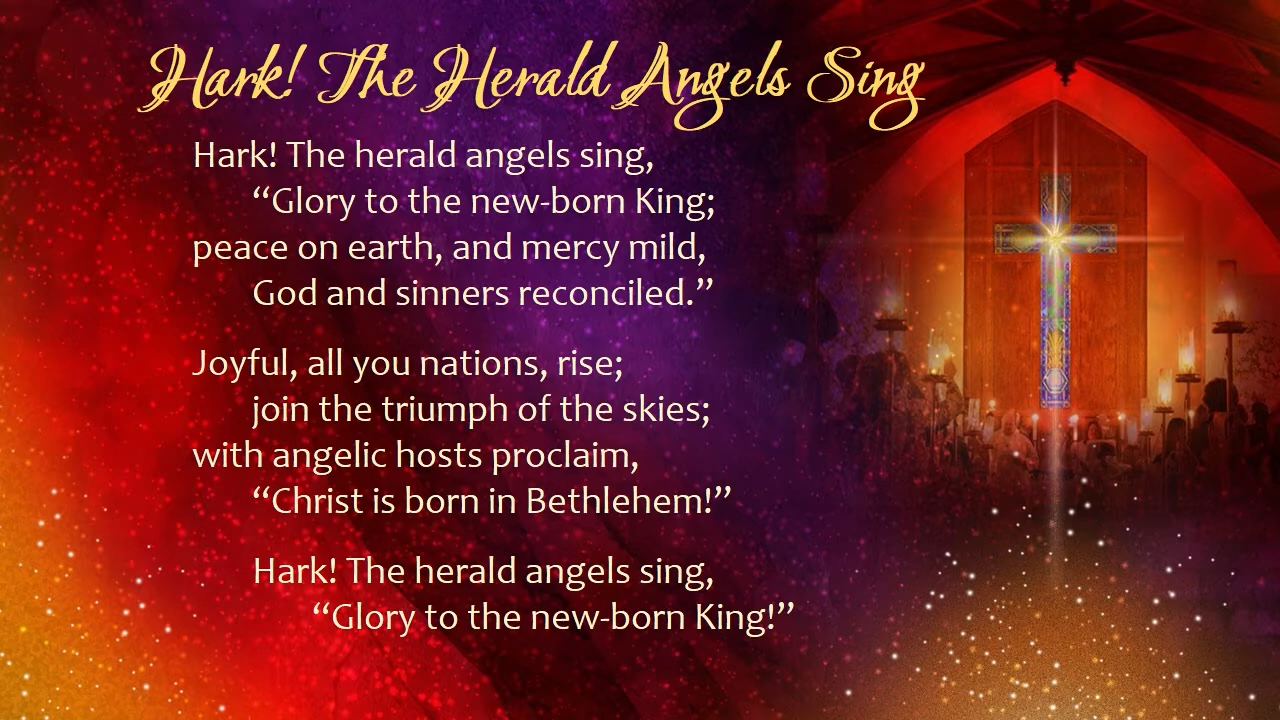 Hark! The Herald Angels Sing
Hark! The herald angels sing,
“Glory to the new-born King;
peace on earth, and mercy mild,
God and sinners reconciled.”
Joyful, all you nations, rise;
join the triumph of the skies;
with angelic hosts proclaim,
“Christ is born in Bethlehem!”
Hark! The herald angels sing,
“Glory to the new-born King!”